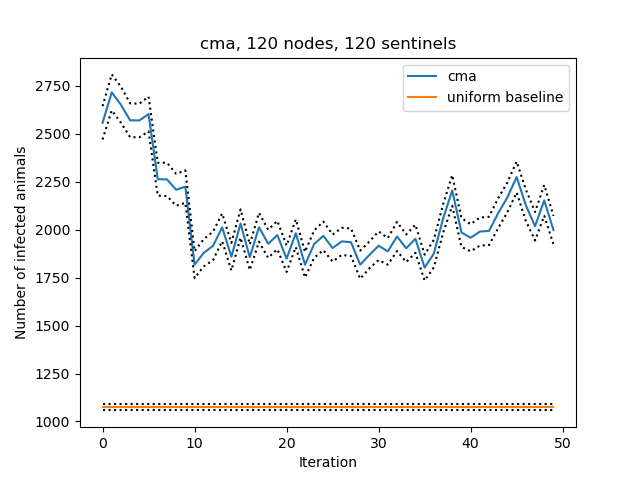 cma, 120 nodes, 120 sentinels
cma
uniform baseline
Number of infected animals
2750
2500
2250
2000
1750
1500
1250
1000
0 10 20 30 40 50
Iteration